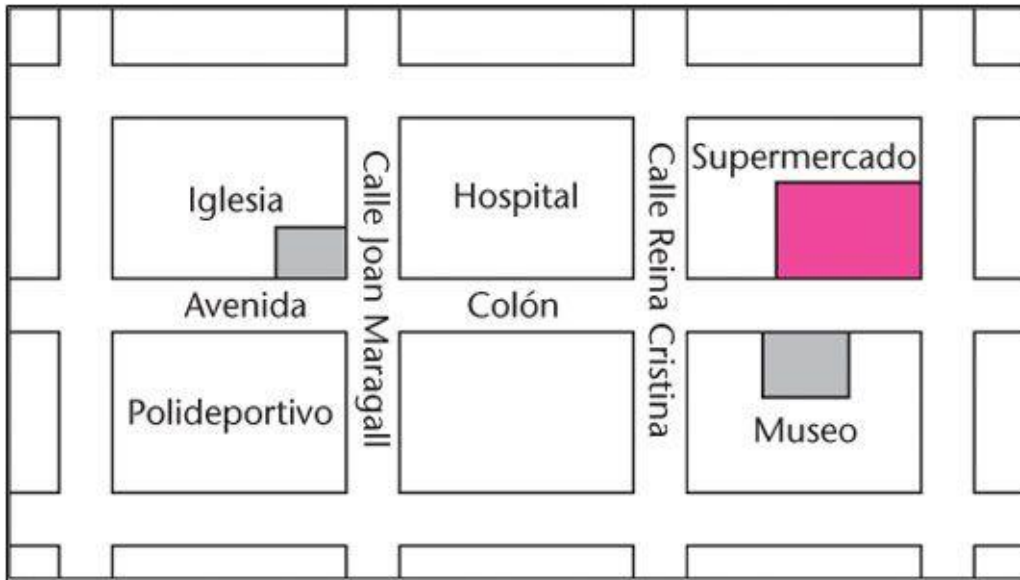 Supermercado
Iglesia
Hospital
Calle Joan Maragall
Calle Reina Cristina
Avenida Colón
Polideportivo
Museo